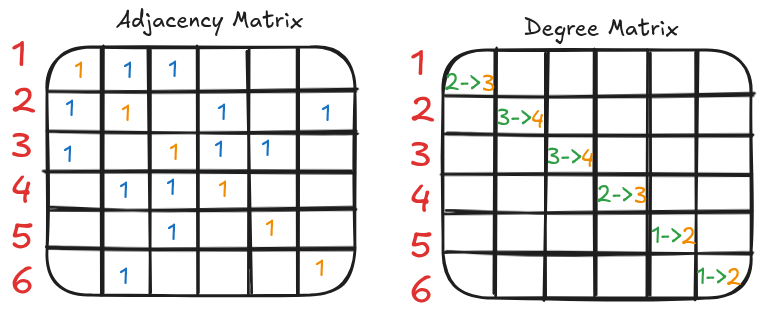 Adjacency Matrix
1 1 1 1
2 1 1 1 1
3 1 1 1 1
4 1 1 1
5 1 1
6 1 1
Degree Matrix
1 2->3
2 3->4
3 3->4
4 2->3
5 1->2
6 1->2